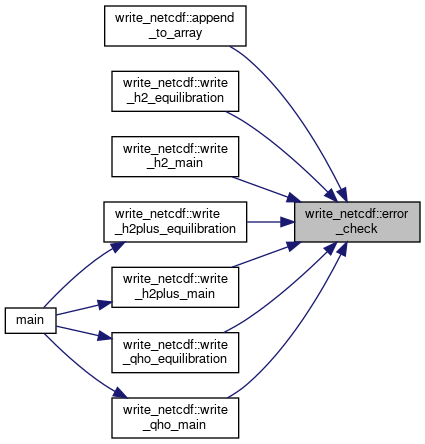 write_netcdf::append
_to_array
write_netcdf::write
_h2_equilibration
write_netcdf::write
_h2_main
write_netcdf::error
_check
write_netcdf::write
_h2plus_equilibration
write_netcdf::write
_h2plus_main
main
write_netcdf::write
_qho_equilibration
write_netcdf::write
_qho_main